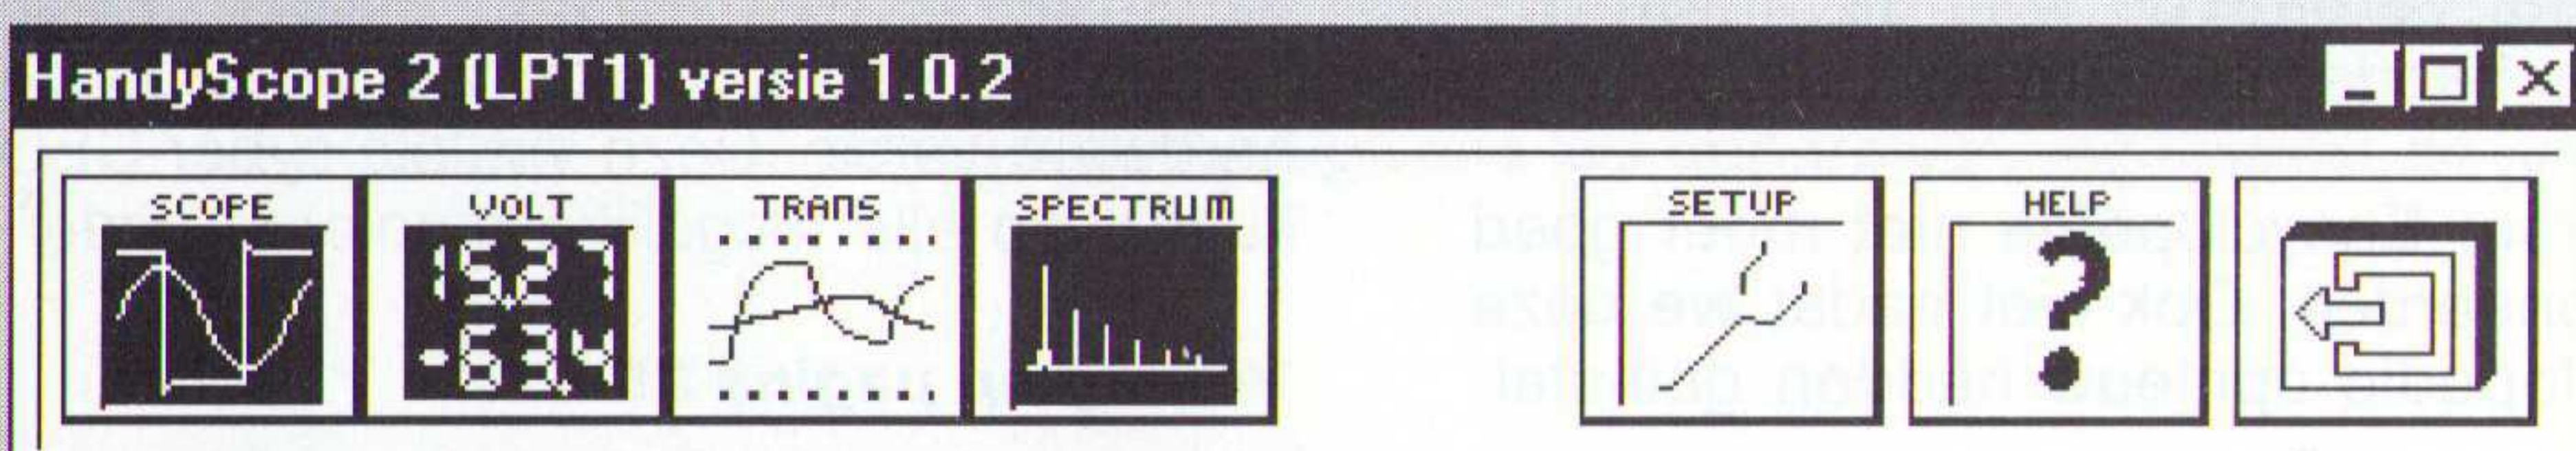 HandyScope 2 (LPT1) versie 1.0.2
SCOPE VOLT TRANS SPECTRUM SETUP HELP
15.27
-63.4